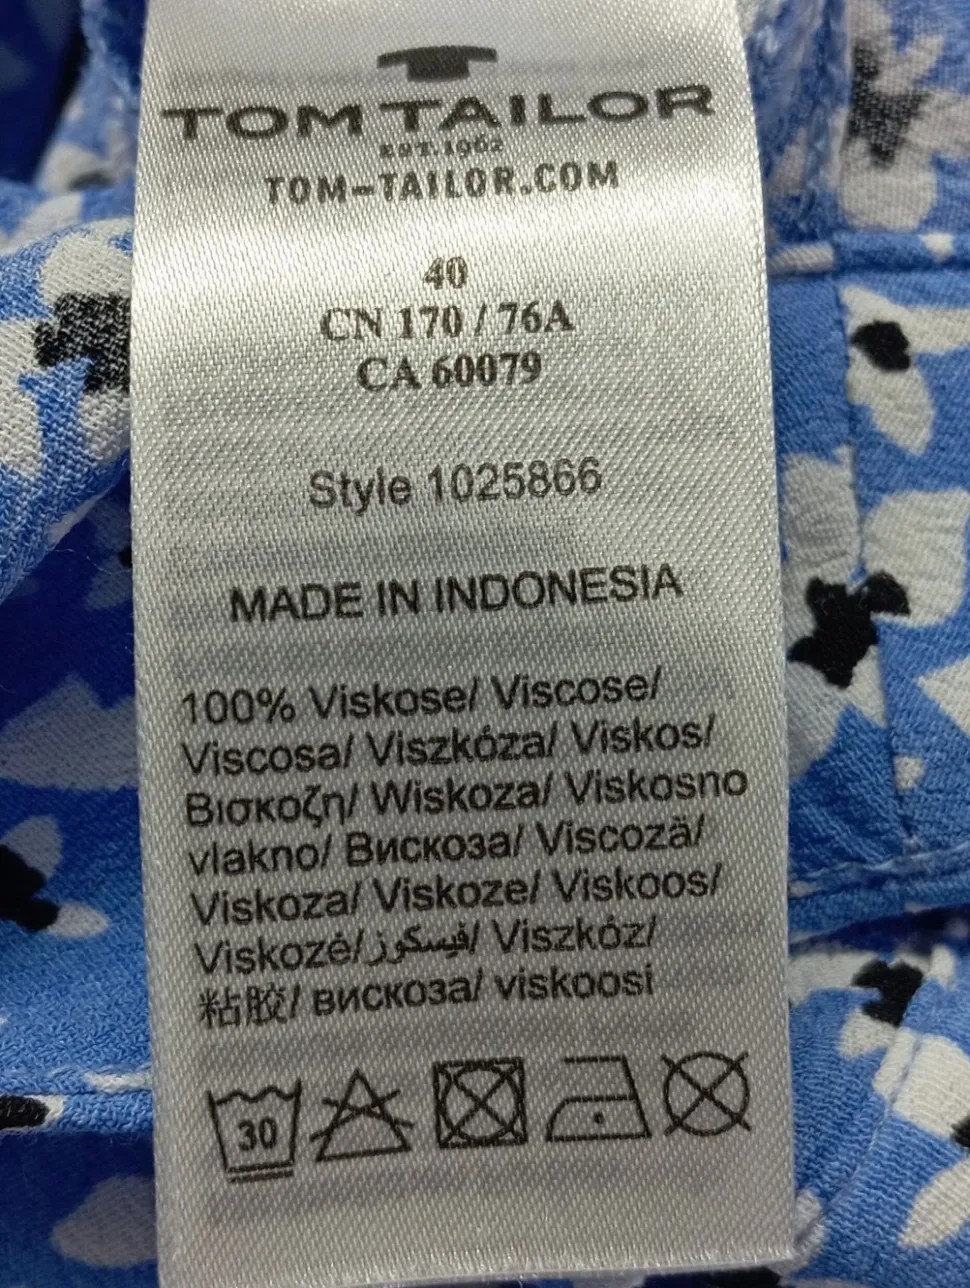 TOM TAILOR
EST.1962
TOM-TAILOR.COM
40
CN 170 / 76A
CA 60079
Style 1025866
MADE IN INDONESIA
100% Viskose/ Viscose/
Viscosa/ Viszkóza/ Viskos/
Βισκοζη/ Wiskoza/ Viskosno
vlakno/ Вискоза/ Viscoză/
Viskoza/ Viskoze/ Viskoos/
Viskozė/فيسكوز/ Viszkóz/
粘胶/ вискоза/ viskoosi
30